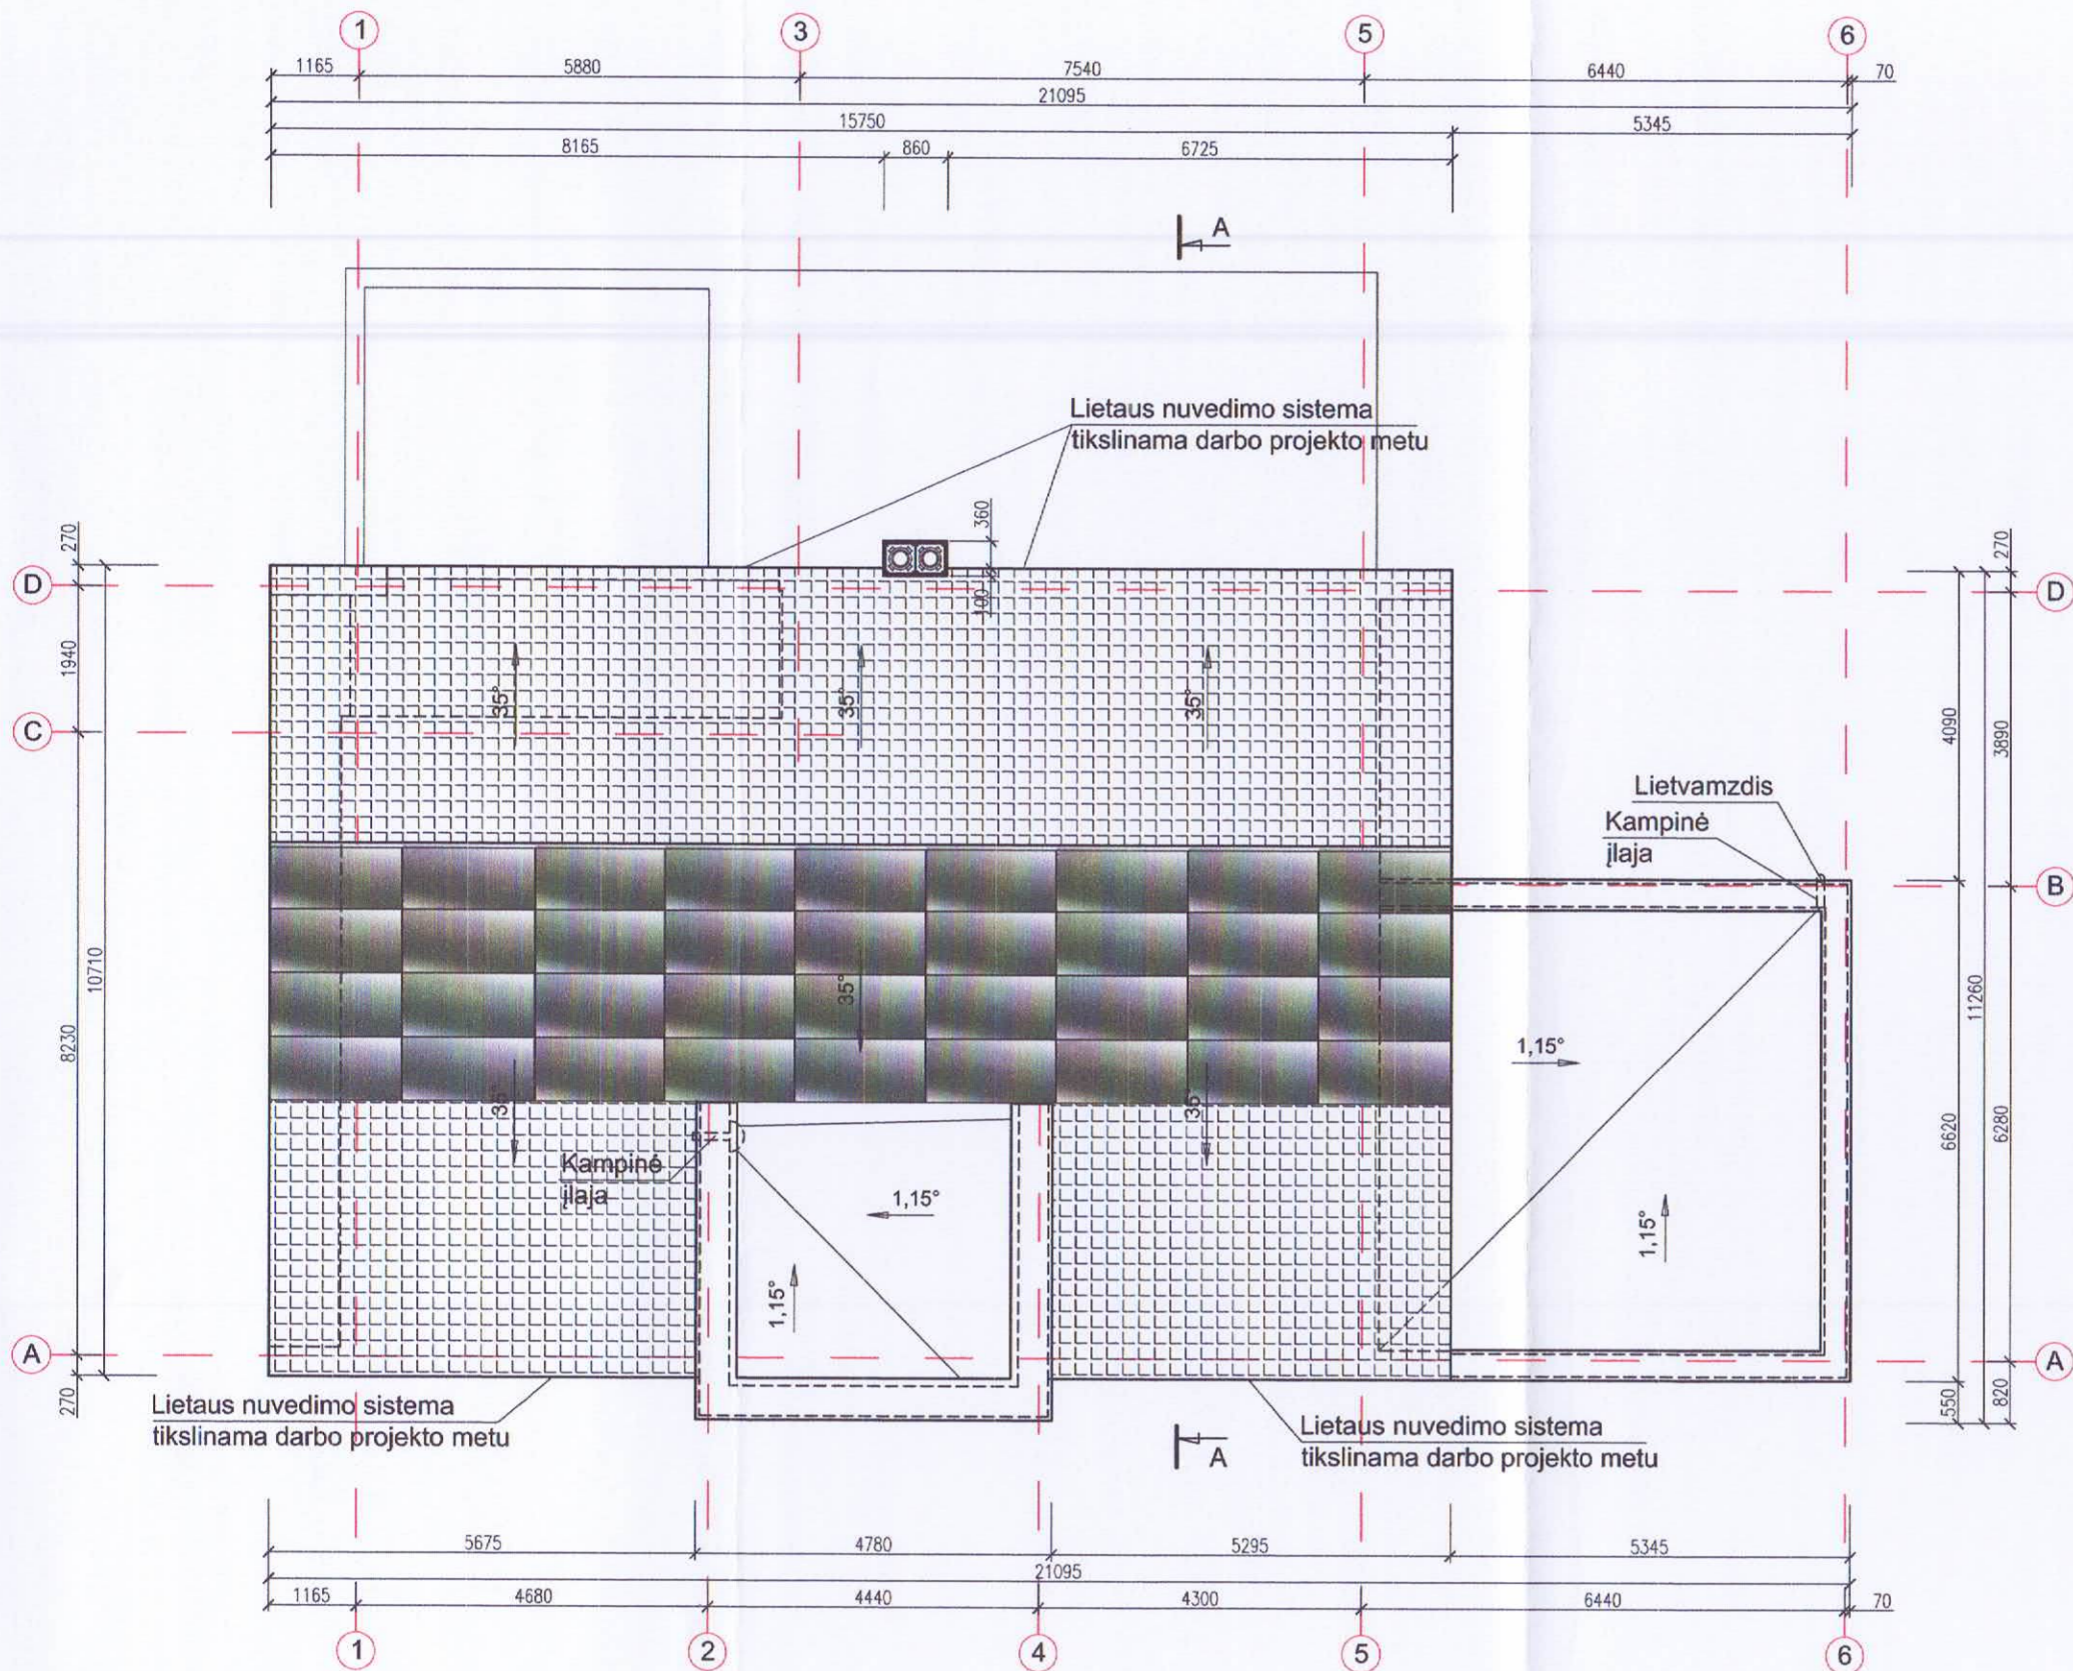 1
3
5
6
1165
5880
7540
6440
70
21095
15750
5345
8165
860
6725
A
Lietaus nuvedimo sistema
tikslinama darbo projekto metu
360
100
270
1940
8230
270
10710
D
C
A
35°
35°
35°
35°
35°
35°
270
3890
6280
820
4090
6620
550
11260
D
B
A
Lietvamzdis
Kampinė
įlaja
1,15°
1,15°
Kampinė
įlaja
1,15°
1,15°
Lietaus nuvedimo sistema
tikslinama darbo projekto metu
A
Lietaus nuvedimo sistema
tikslinama darbo projekto metu
5675
4780
5295
5345
21095
1165
4680
4440
4300
6440
70
1
2
4
5
6